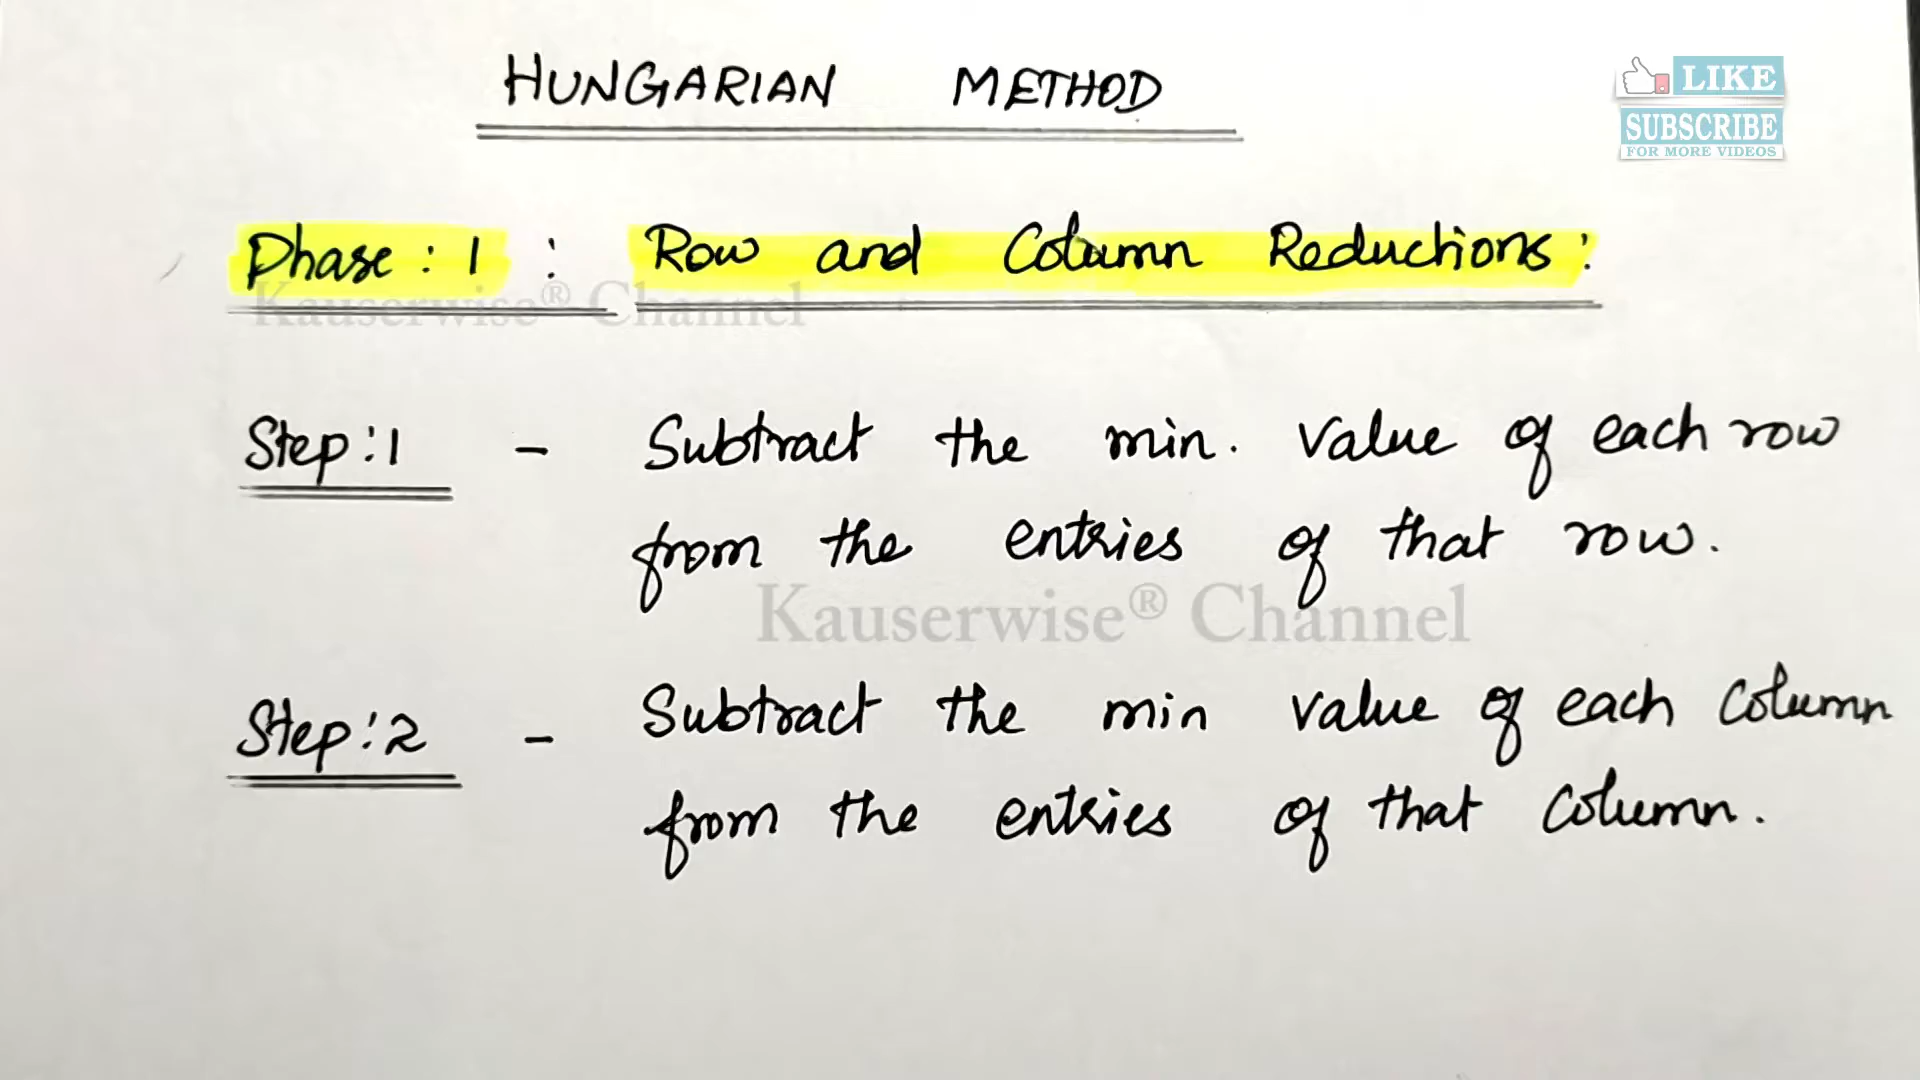 HUNGARIAN METHOD
LIKE
SUBSCRIBE
FOR MORE VIDEOS
Phase : 1 : Row and Column Reductions :
Kauserwise® Channel
Step : 1 - Subtract the min. value of each row
from the entries of that row.
Kauserwise® Channel
Step : 2 - Subtract the min value of each column
from the entries of that column.